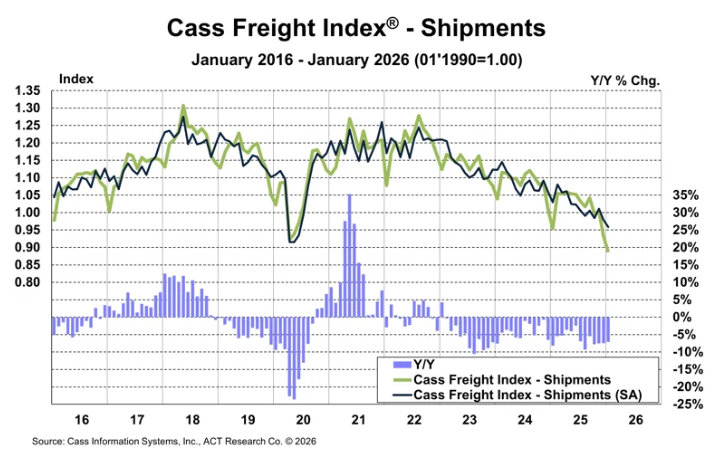 Cass Freight Index® - Shipments
January 2016 - January 2026 (01'1990=1.00)
Index
Y/Y % Chg.
1.35
1.30
1.25
1.20
1.15
1.10
1.05
1.00
0.95
0.90
0.85
0.80
35%
30%
25%
20%
15%
10%
5%
0%
-5%
-10%
-15%
-20%
-25%
Y/Y
Cass Freight Index - Shipments
Cass Freight Index - Shipments (SA)
16 17 18 19 20 21 22 23 24 25 26
Source: Cass Information Systems, Inc., ACT Research Co. © 2026